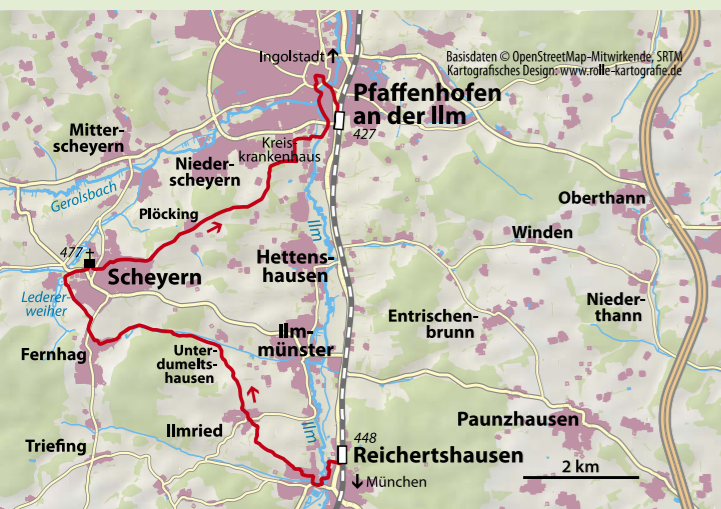 Ingolstadt ↑
Basisdaten © OpenStreetMap-Mitwirkende, SRTM
Kartografisches Design: www.rolle-kartografie.de
Pfaffenhofen
an der Ilm
427
Mitter-
scheyern
Kreis-
krankenhaus
Nieder-
scheyern
Gerolsbach
Plöcking
Oberthann
Ilm
Winden
477
Scheyern
Hettens-
hausen
Lederer-
weiher
Nieder-
thann
Entrischen-
brunn
Ilm-
münster
Fernhag
Unter-
dumelts-
hausen
Paunzhausen
Ilmried
Ilm
Triefing
448
Reichertshausen
2 km
↓ München